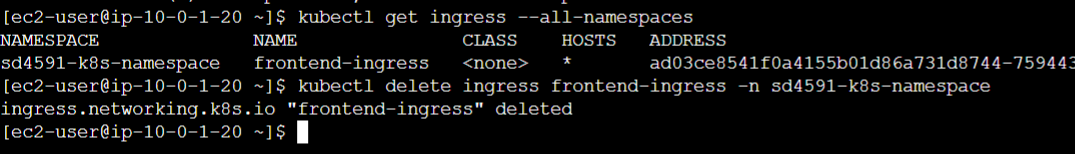 [ec2-user@ip-10-0-1-20 ~]$ kubectl get ingress --all-namespaces
NAMESPACE NAME CLASS HOSTS ADDRESS
sd4591-k8s-namespace frontend-ingress <none> * ad03ce8541f0a4155b01d86a731d8744-759443
[ec2-user@ip-10-0-1-20 ~]$ kubectl delete ingress frontend-ingress -n sd4591-k8s-namespace
ingress.networking.k8s.io "frontend-ingress" deleted
[ec2-user@ip-10-0-1-20 ~]$